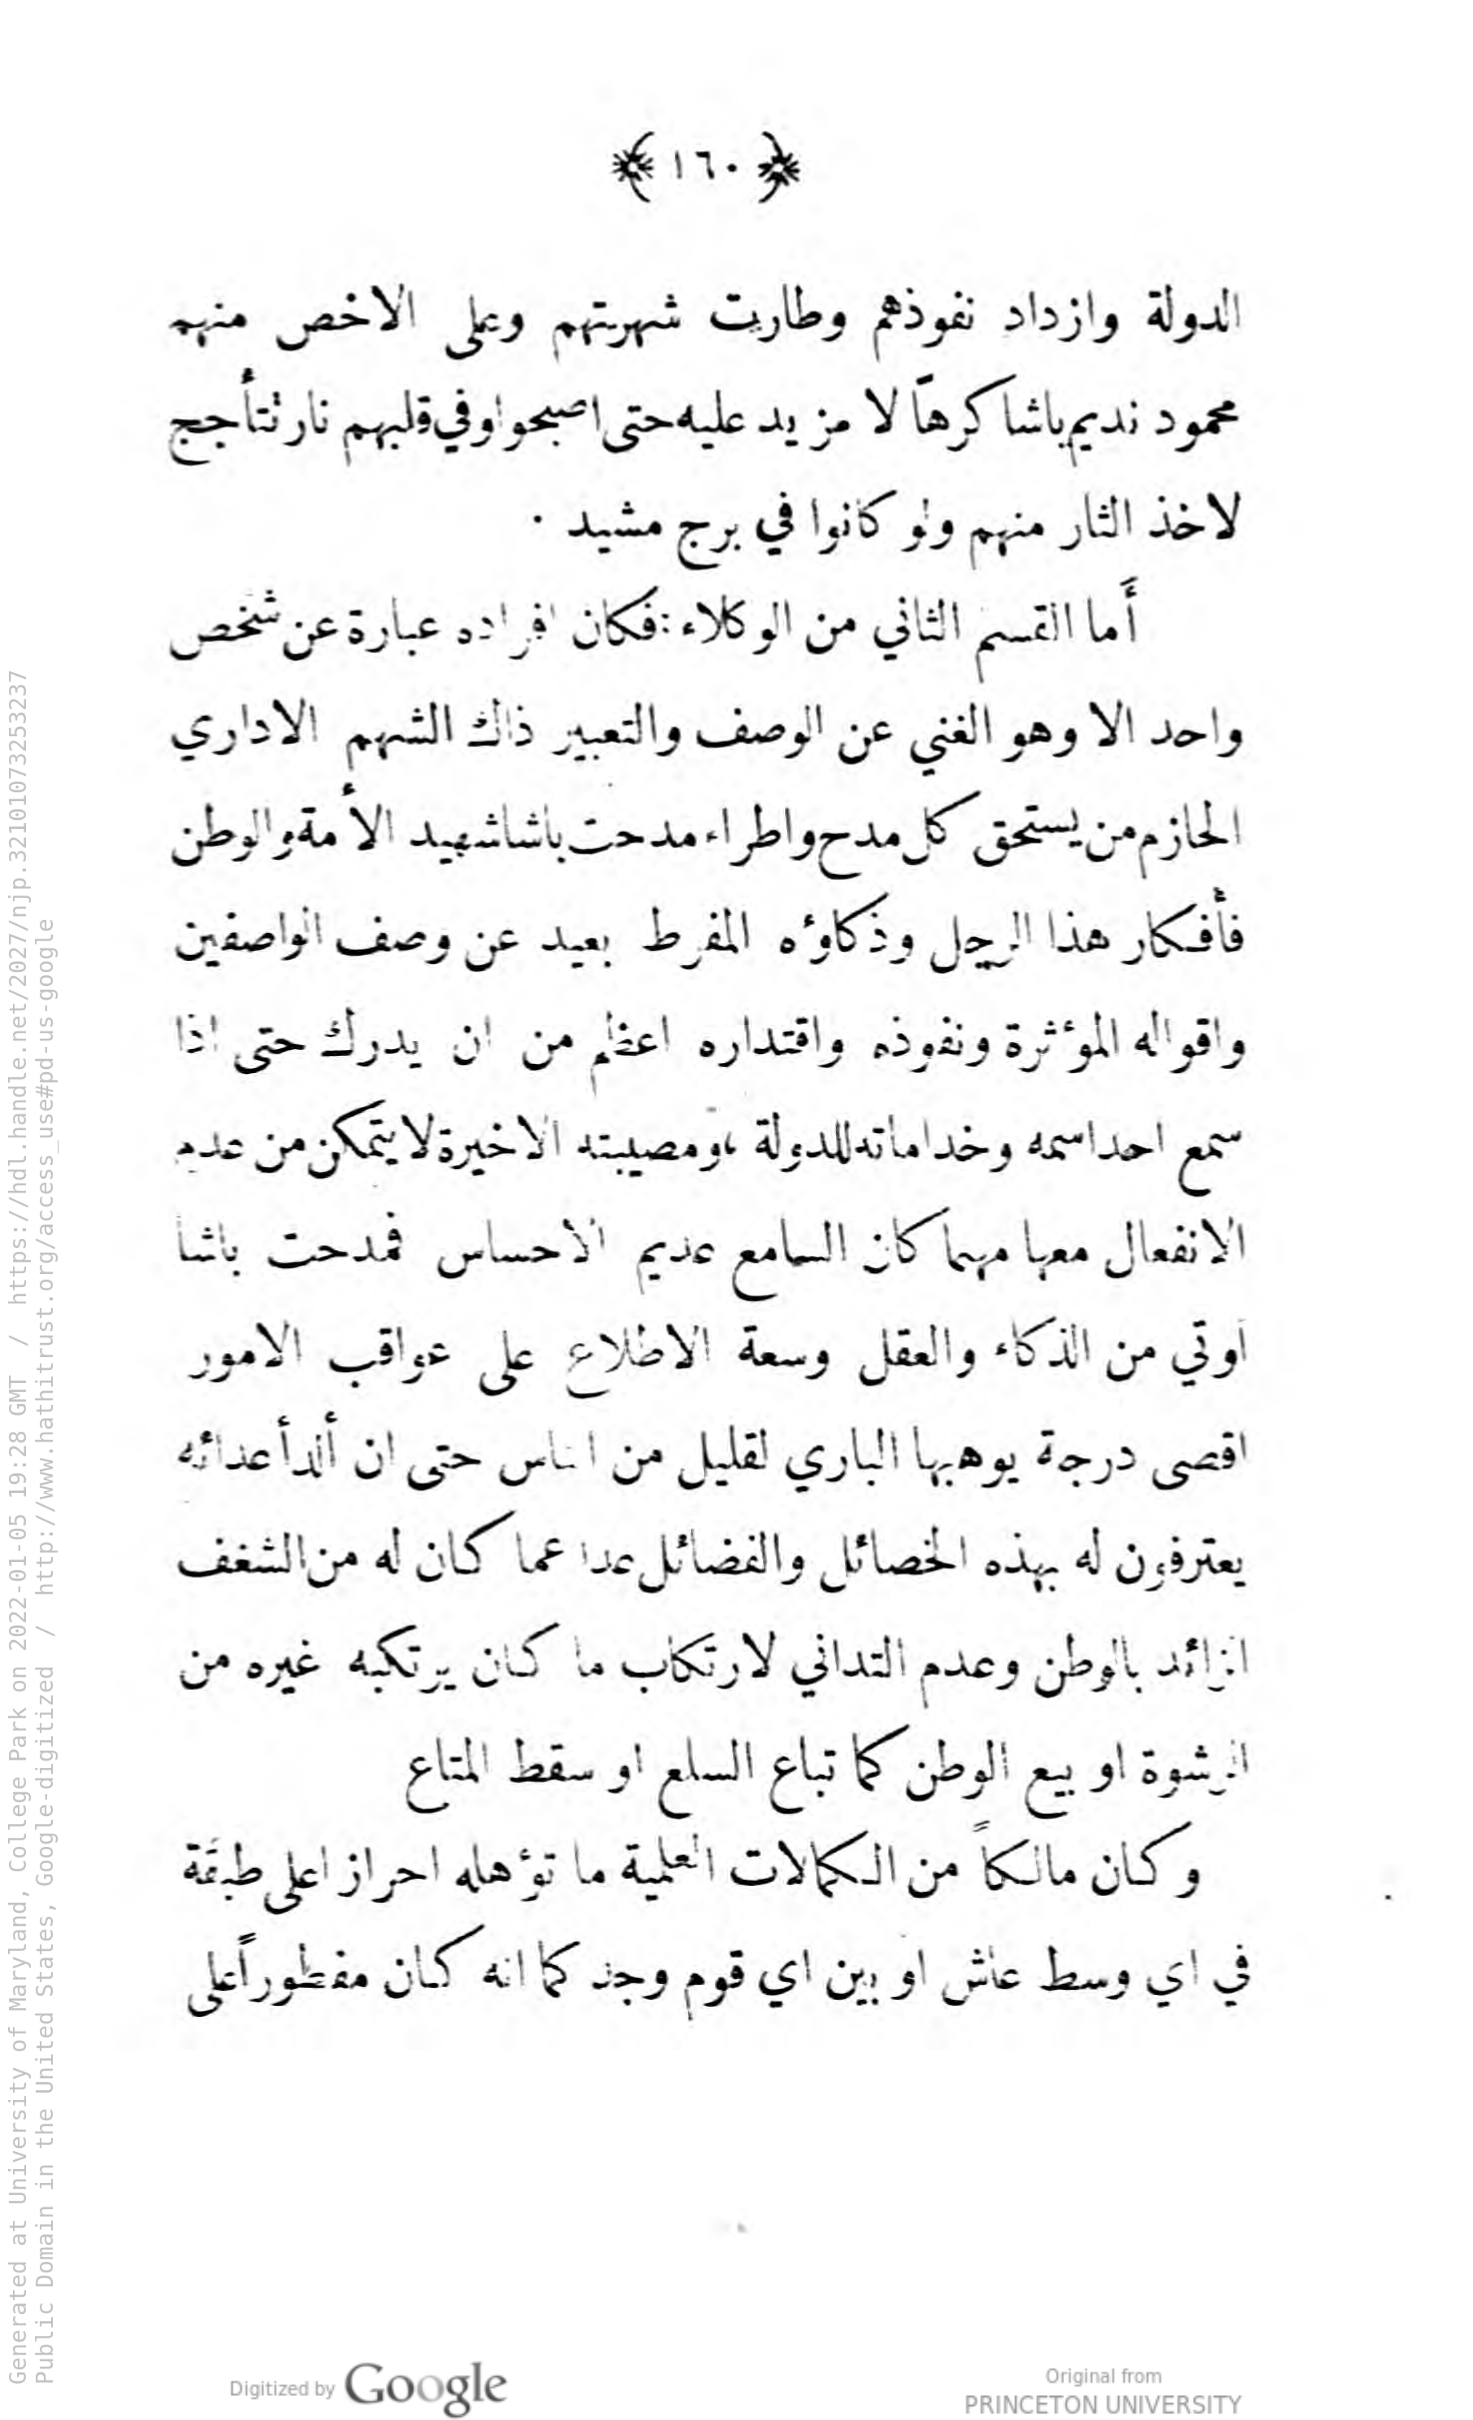 ١٦٠
الدولة وازداد نفوذهم وطارت شهرتهم وعلى الاخص منهم
محمود نديم باشا كرهاً لا مزيد عليه حتى اصبحوا وفي قلبهم نار نتأجج
لاخذ الثار منهم ولو كانوا في برج مشيد ·
أما القسم الثاني من الوكلاء : فكان افراده عبارة عن شخص
واحد الا وهو الغني عن الوصف والتعبير ذاك الشهم الاداري
الحازم من يستحق كل مدح واطراء مدحت باشا شهيد الأمة والوطن
فأفكار هذا الرجل وذكاؤه المفرط بعيد عن وصف الواصفين
واقواله المؤثرة ونفوذه واقتداره اعظم من ان يدرك حتى اذا
سمع احد اسمه وخداماته للدولة ، ومصيبته الاخيرة لا يتمكن من عدم
الانفعال معها مهما كان السامع عديم الاحساس فمدحت باشا
اوتي من الذكاء والعقل وسعة الاطلاع على عواقب الامور
اقصى درجة يوهبها الباري لقليل من الناس حتى ان ألد أعدائه
يعترفون له بهذه الخصائل والفضائل عدا عما كان له من الشغف
الزائد بالوطن وعدم التداني لارتكاب ما كان يرتكبه غيره من
الرشوة او بيع الوطن كما تباع السلع او سقط المتاع
وكان مالكاً من الكمالات العلمية ما تؤهله احراز اعلى طبقة
في اي وسط عاش او بين اي قوم وجد كما انه كان مفطوراً على
Generated at University of Maryland, College Park on 2022-01-05 19:28 GMT / https://hdl.handle.net/2027/njp.32101073253237
Public Domain in the United States, Google-digitized / http://www.hathitrust.org/access_use#pd-us-google
Digitized by Google
Original from
PRINCETON UNIVERSITY